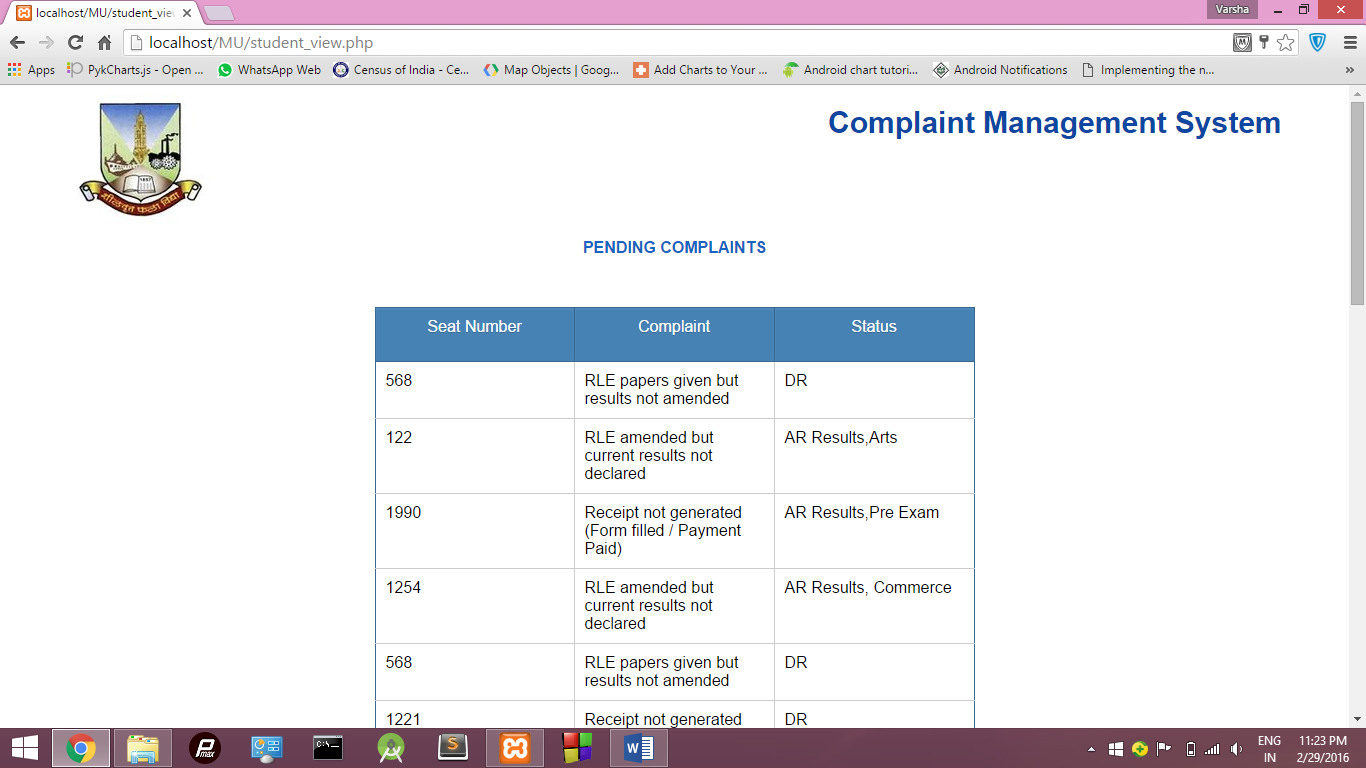 localhost/MU/student_vie
Varsha
localhost/MU/student_view.php
Apps
PykCharts.js - Open ...
WhatsApp Web
Census of India - Ce...
Map Objects | Goog...
Add Charts to Your ...
Android chart tutori...
Android Notifications
Implementing the n...
»
1857
Complaint Management System
PENDING COMPLAINTS
Seat Number Complaint Status
568 RLE papers given but DR
results not amended
122 RLE amended but AR Results,Arts
current results not
declared
1990 Receipt not generated AR Results,Pre Exam
(Form filled / Payment
Paid)
1254 RLE amended but AR Results, Commerce
current results not
declared
568 RLE papers given but DR
results not amended
1221 Receipt not generated DR
P max
C:\
S
W
ENG 11:23 PM
IN 2/29/2016